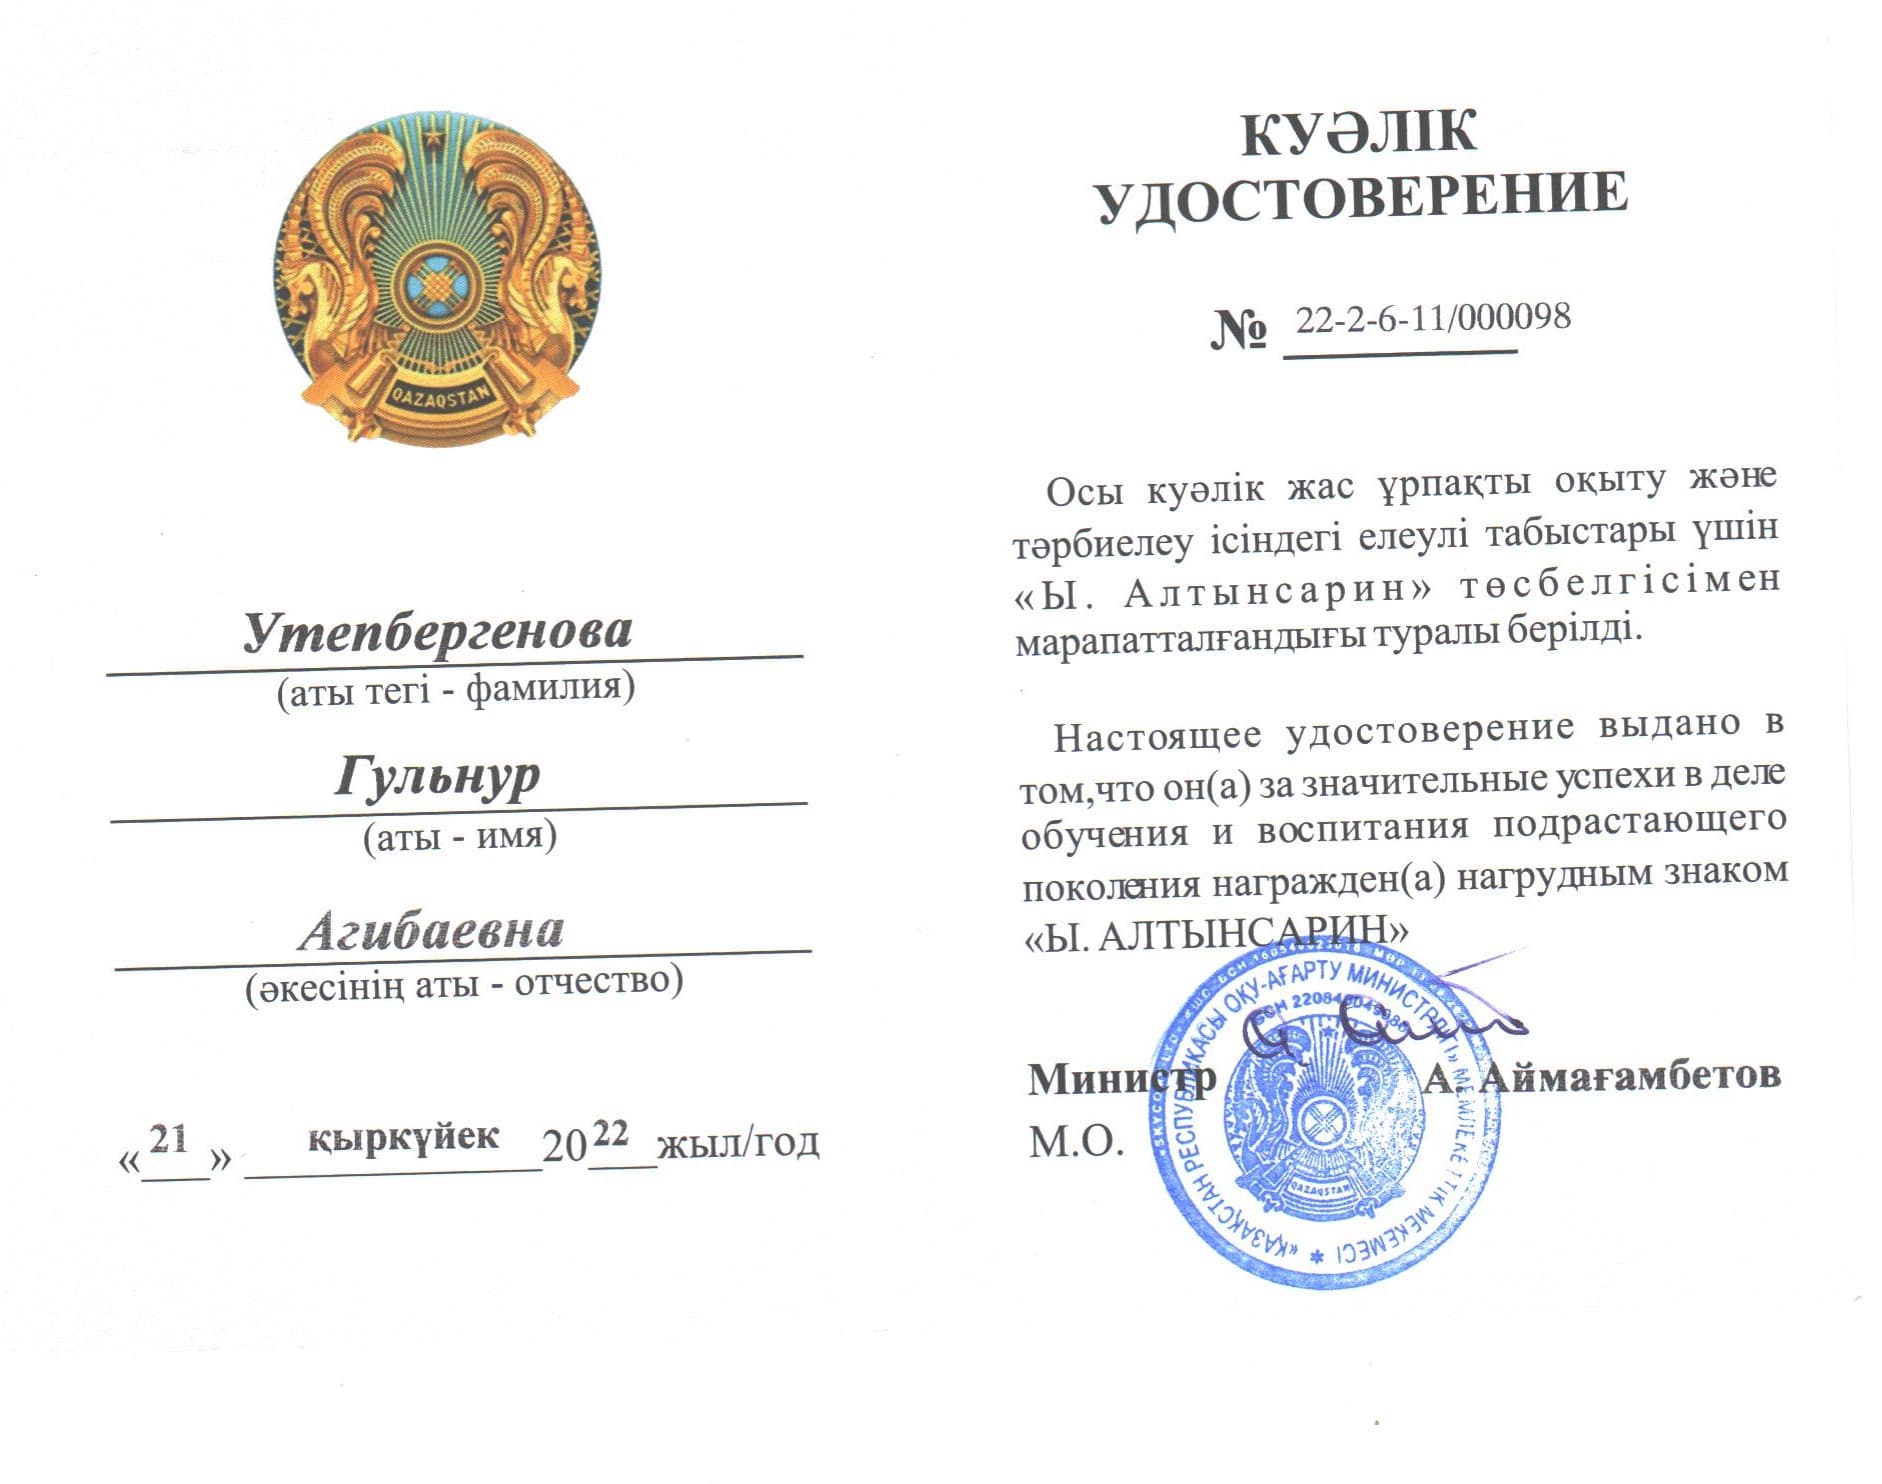 QAZAQSTAN
Утепбергенова
(аты тегі - фамилия)
Гульнур
(аты - имя)
Агибаевна
(әкесінің аты - отчество)
«21» қыркүйек 2022 жыл/год
КУӘЛІК
УДОСТОВЕРЕНИЕ
№ 22-2-6-11/000098
Осы куәлік жас ұрпақты оқыту және
тәрбиелеу ісіндегі елеулі табыстары үшін
«Ы. Алтынсарин» төсбелгісімен
марапатталғандығы туралы берілді.
Настоящее удостоверение выдано в
том,что он(а) за значительные успехи в деле
обучения и воспитания подрастающего
поколения награжден(а) нагрудным знаком
«Ы. АЛТЫНСАРИН»
Министр А. Аймағамбетов
М.О.
«ҚАЗАҚСТАН РЕСПУБЛИКАСЫ ОҚУ-АҒАРТУ МИНИСТРЛІГІ» МЕМЛЕКЕТТІК МЕКЕМЕСІ
БСН
QAZAQSTAN